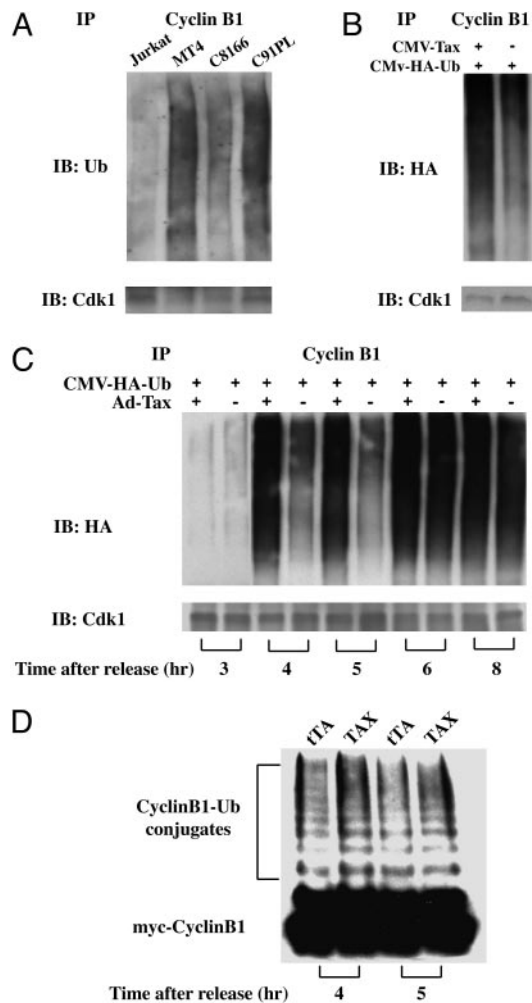 A
IP
Cyclin B1
Jurkat
MT4
C8166
C91PL
IB: Ub
IB: Cdk1
B
IP
Cyclin B1
CMV-Tax + -
CMv-HA-Ub + +
IB: HA
IB: Cdk1
C
IP
Cyclin B1
CMV-HA-Ub + + + + + + + + + +
Ad-Tax + - + - + - + - + -
IB: HA
IB: Cdk1
Time after release (hr) 3 4 5 6 8
D
tTA TAX tTA TAX
CyclinB1-Ub
conjugates
myc-CyclinB1
Time after release (hr) 4 5